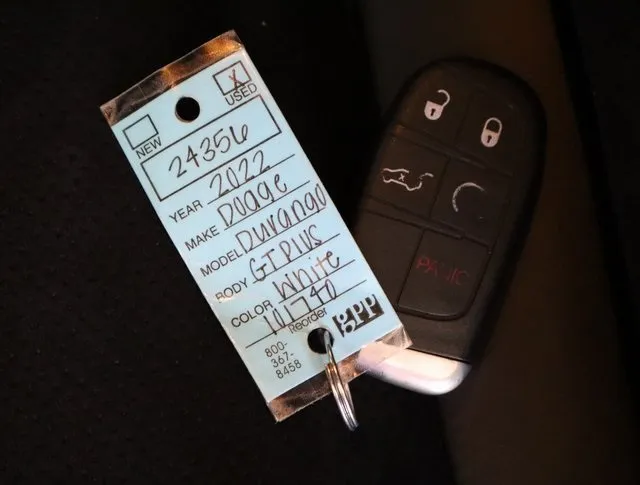 X
USED
NEW
24356
YEAR 2022
MAKE Dodge
MODEL Durango
BODY GT Plus
COLOR White
101740
Reorder
800-
367-
8458
PANIC